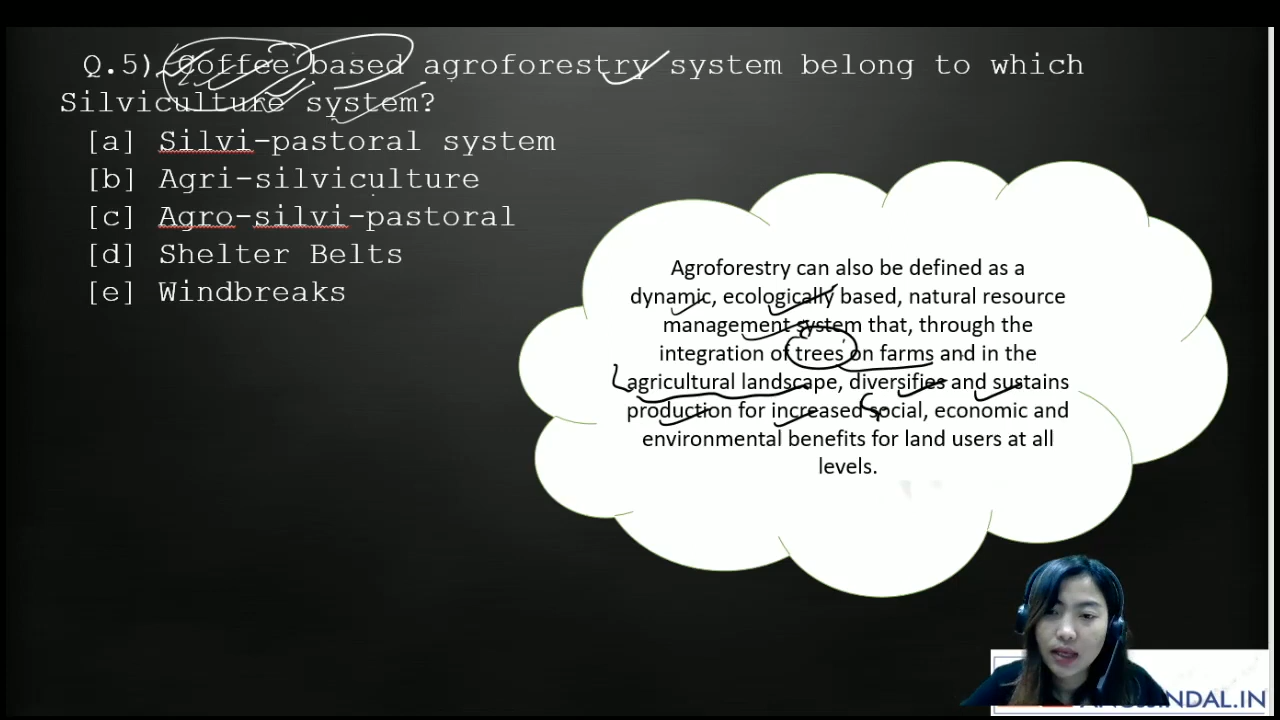 Q.5) Coffee based agroforestry system belong to which
Silviculture system?
[a] Silvi-pastoral system
[b] Agri-silviculture
[c] Agro-silvi-pastoral
[d] Shelter Belts
[e] Windbreaks
Agroforestry can also be defined as a
dynamic, ecologically based, natural resource
management system that, through the
integration of trees on farms and in the
agricultural landscape, diversifies and sustains
production for increased social, economic and
environmental benefits for land users at all
levels.